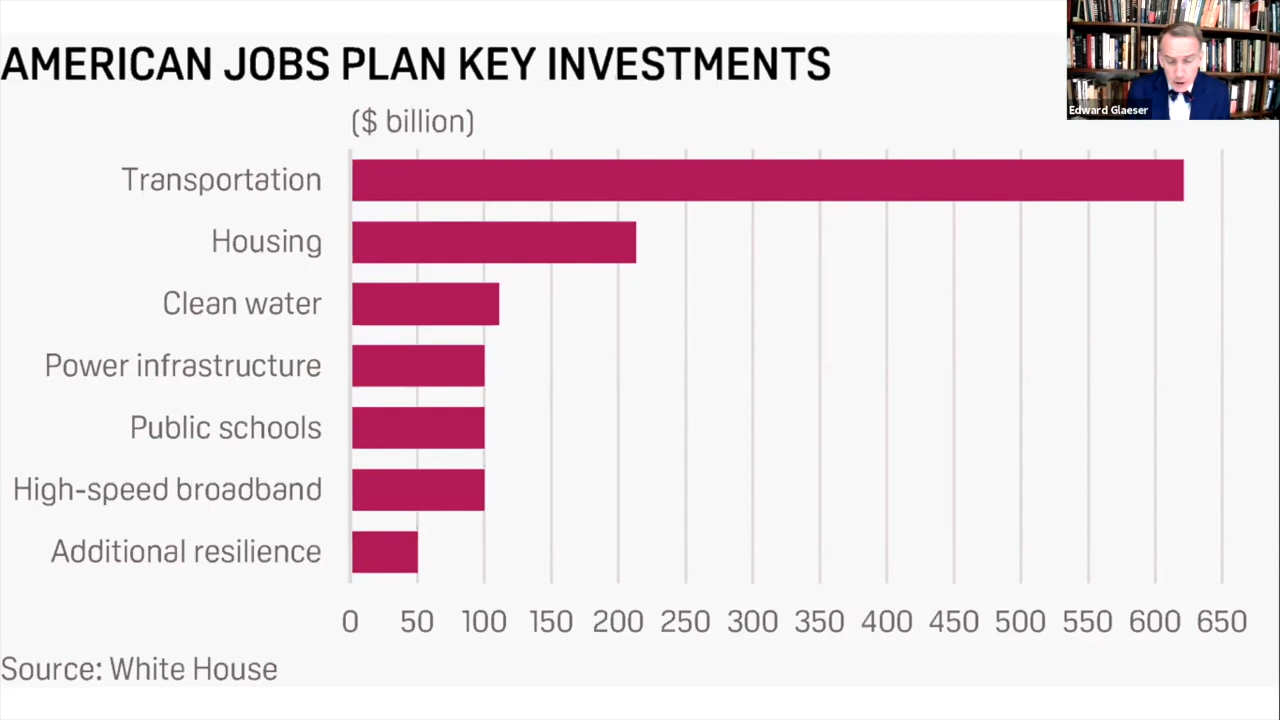 AMERICAN JOBS PLAN KEY INVESTMENTS
Edward Glaeser
($ billion)
Transportation
Housing
Clean water
Power infrastructure
Public schools
High-speed broadband
Additional resilience
0 50 100 150 200 250 300 350 400 450 500 550 600 650
Source: White House